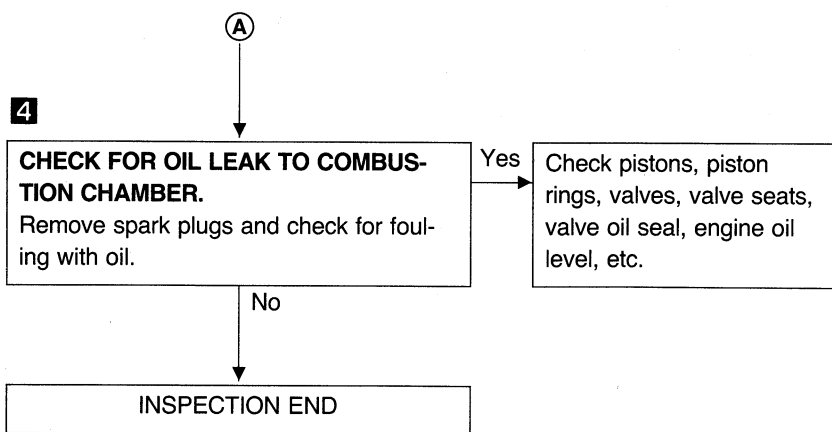 A
4
CHECK FOR OIL LEAK TO COMBUS-
TION CHAMBER.
Remove spark plugs and check for foul-
ing with oil.
Yes
Check pistons, piston
rings, valves, valve seats,
valve oil seal, engine oil
level, etc.
No
INSPECTION END